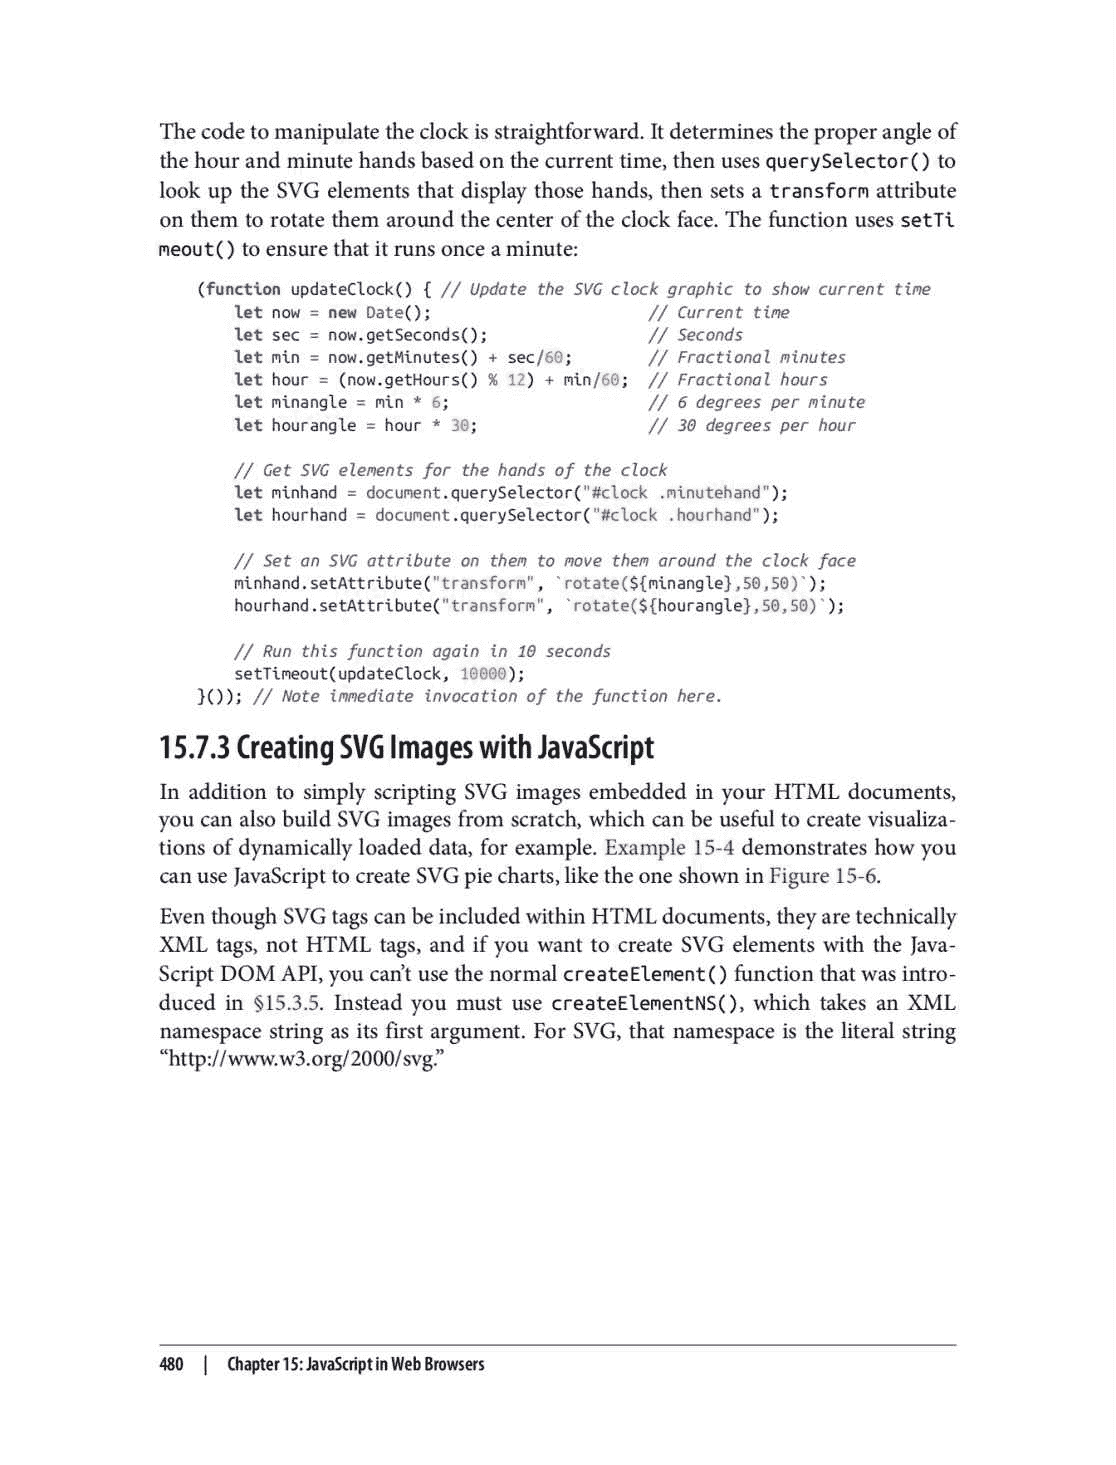 The code to manipulate the clock is straightforward. It determines the proper angle of
the hour and minute hands based on the current time, then uses querySelector() to
look up the SVG elements that display those hands, then sets a transform attribute
on them to rotate them around the center of the clock face. The function uses setTi
meout() to ensure that it runs once a minute:
(function updateClock() { // Update the SVG clock graphic to show current time
    let now = new Date();                       // Current time
    let sec = now.getSeconds();                 // Seconds
    let min = now.getMinutes() + sec/60;        // Fractional minutes
    let hour = (now.getHours() % 12) + min/60;  // Fractional hours
    let minangle = min * 6;                     // 6 degrees per minute
    let hourangle = hour * 30;                  // 30 degrees per hour
    // Get SVG elements for the hands of the clock
    let minhand = document.querySelector("#clock .minutehand");
    let hourhand = document.querySelector("#clock .hourhand");
    // Set an SVG attribute on them to move them around the clock face
    minhand.setAttribute("transform", `rotate(${minangle},50,50)`);
    hourhand.setAttribute("transform", `rotate(${hourangle},50,50)`);
    // Run this function again in 10 seconds
    setTimeout(updateClock, 10000);
}()); // Note immediate invocation of the function here.
15.7.3 Creating SVG Images with JavaScript
In addition to simply scripting SVG images embedded in your HTML documents,
you can also build SVG images from scratch, which can be useful to create visualiza-
tions of dynamically loaded data, for example. Example 15-4 demonstrates how you
can use JavaScript to create SVG pie charts, like the one shown in Figure 15-6.
Even though SVG tags can be included within HTML documents, they are technically
XML tags, not HTML tags, and if you want to create SVG elements with the Java-
Script DOM API, you can’t use the normal createElement() function that was intro-
duced in §15.3.5. Instead you must use createElementNS(), which takes an XML
namespace string as its first argument. For SVG, that namespace is the literal string
“http://www.w3.org/2000/svg.”
480 | Chapter 15: JavaScript in Web Browsers